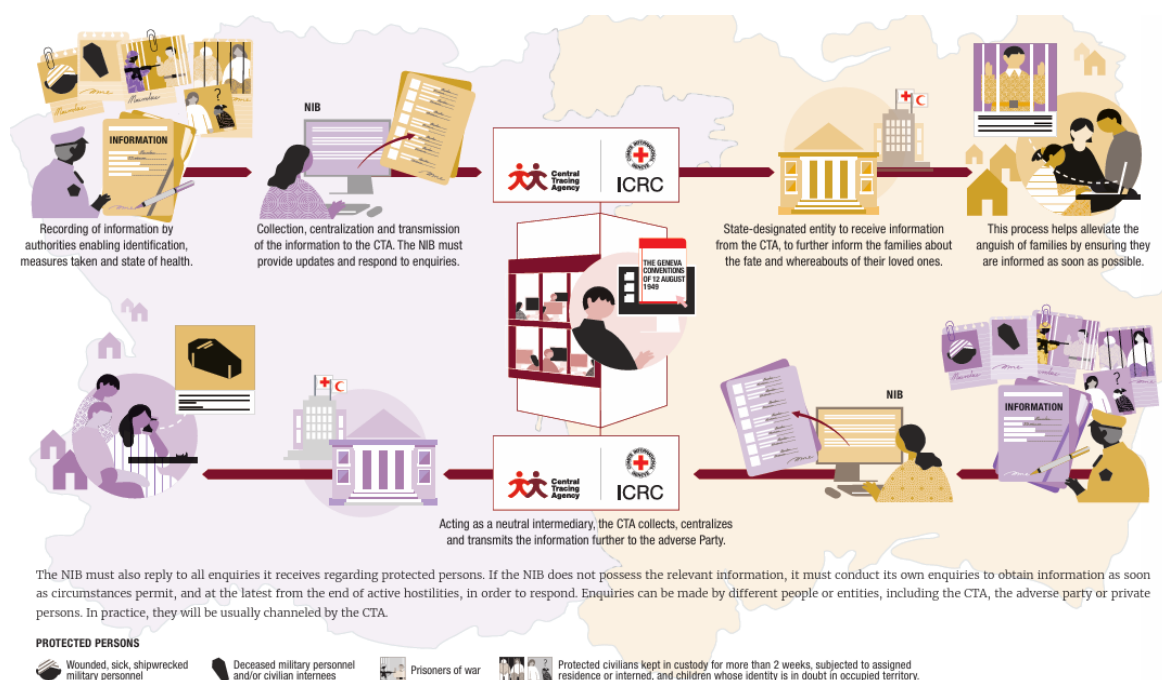 INFORMATION
NIB
Central
Tracing
Agency
COMITE INTERNATIONAL
GENEVE
ICRC
Recording of information by
authorities enabling identification,
measures taken and state of health.
Collection, centralization and transmission
of the information to the CTA. The NIB must
provide updates and respond to enquiries.
State-designated entity to receive information
from the CTA, to further inform the families about
the fate and whereabouts of their loved ones.
This process helps alleviate the
anguish of families by ensuring they
are informed as soon as possible.
THE GENEVA
CONVENTIONS
OF 12 AUGUST
1949
?
NIB
?
INFORMATION
Central
Tracing
Agency
COMITE INTERNATIONAL
GENEVE
ICRC
Acting as a neutral intermediary, the CTA collects, centralizes
and transmits the information further to the adverse Party.
The NIB must also reply to all enquiries it receives regarding protected persons. If the NIB does not possess the relevant information, it must conduct its own enquiries to obtain information as soon
as circumstances permit, and at the latest from the end of active hostilities, in order to respond. Enquiries can be made by different people or entities, including the CTA, the adverse party or private
persons. In practice, they will be usually channeled by the CTA.
PROTECTED PERSONS
Wounded, sick, shipwrecked
military personnel
Deceased military personnel
and/or civilian internees
Prisoners of war
Protected civilians kept in custody for more than 2 weeks, subjected to assigned
residence or interned, and children whose identity is in doubt in occupied territory.